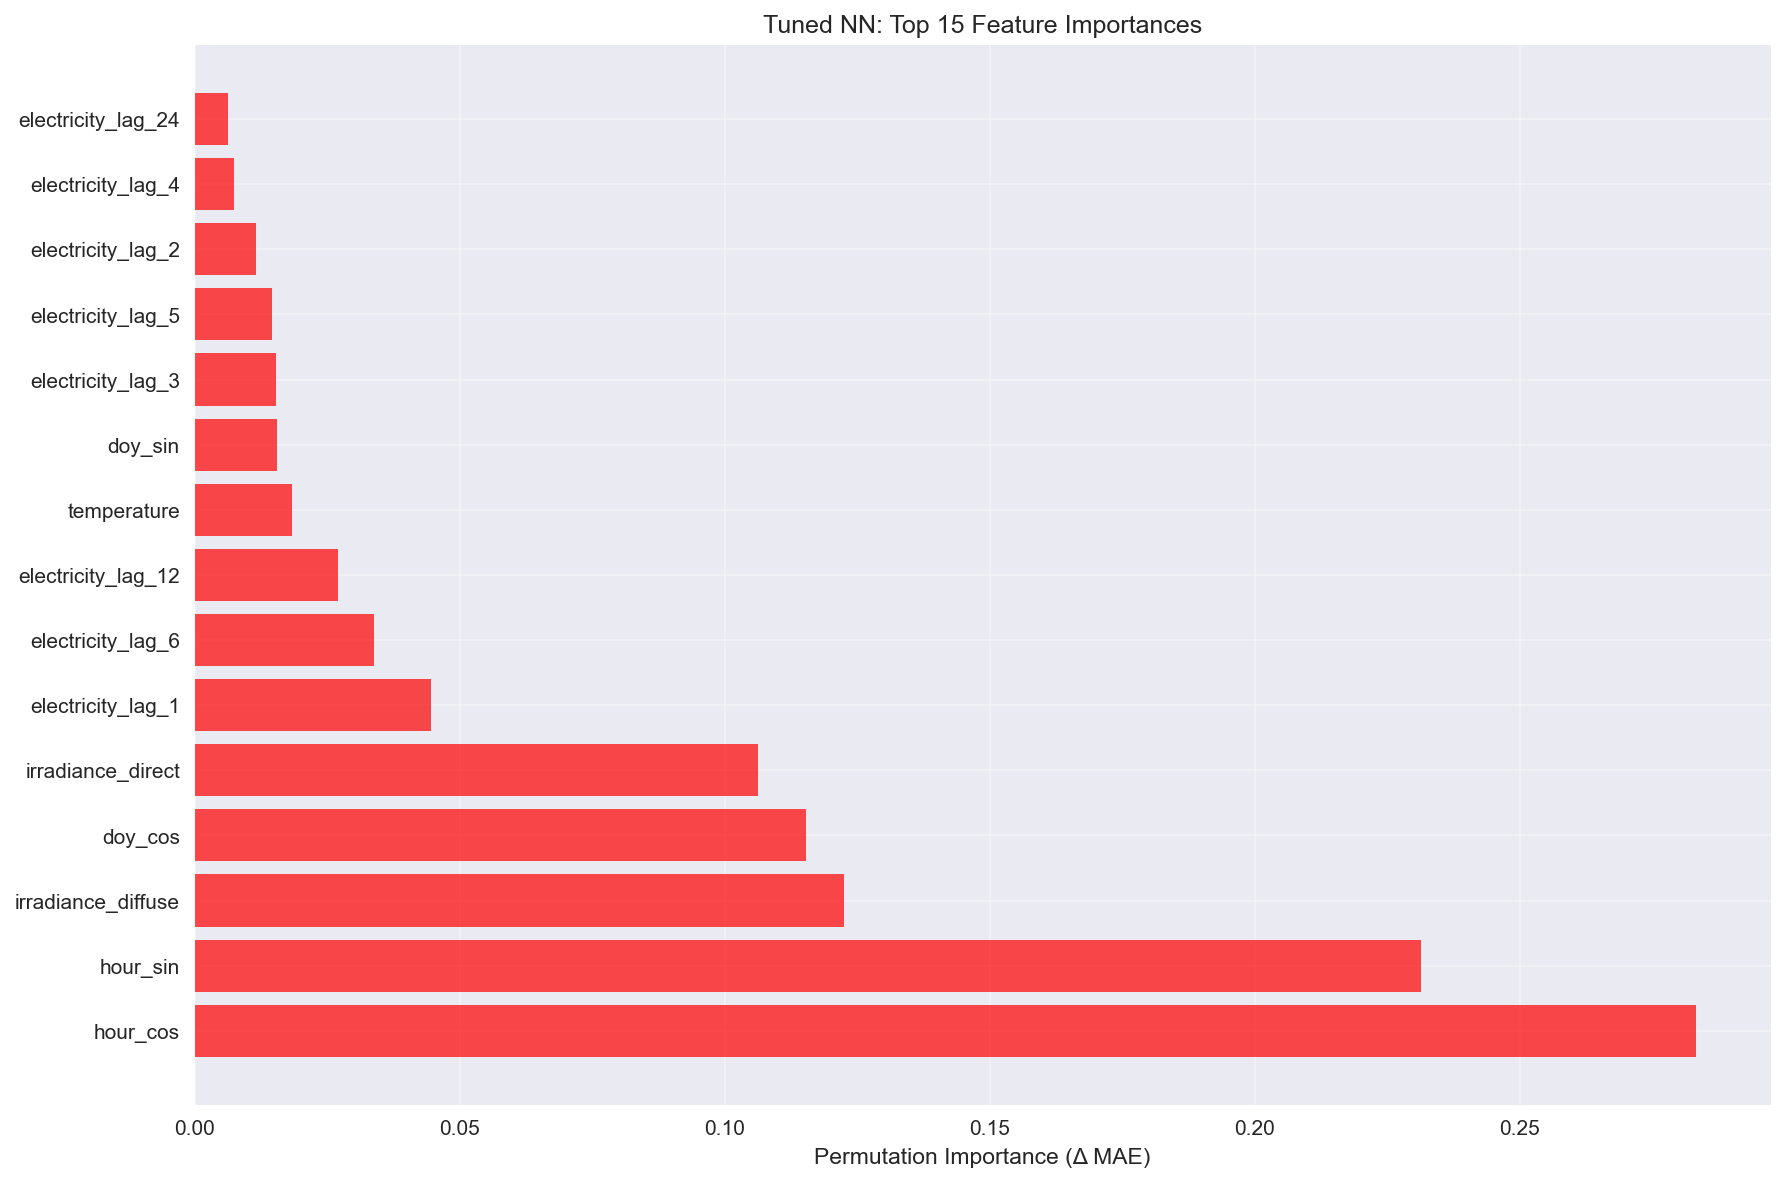 Tuned NN: Top 15 Feature Importances
electricity_lag_24
electricity_lag_4
electricity_lag_2
electricity_lag_5
electricity_lag_3
doy_sin
temperature
electricity_lag_12
electricity_lag_6
electricity_lag_1
irradiance_direct
doy_cos
irradiance_diffuse
hour_sin
hour_cos
0.00 0.05 0.10 0.15 0.20 0.25
Permutation Importance (Δ MAE)